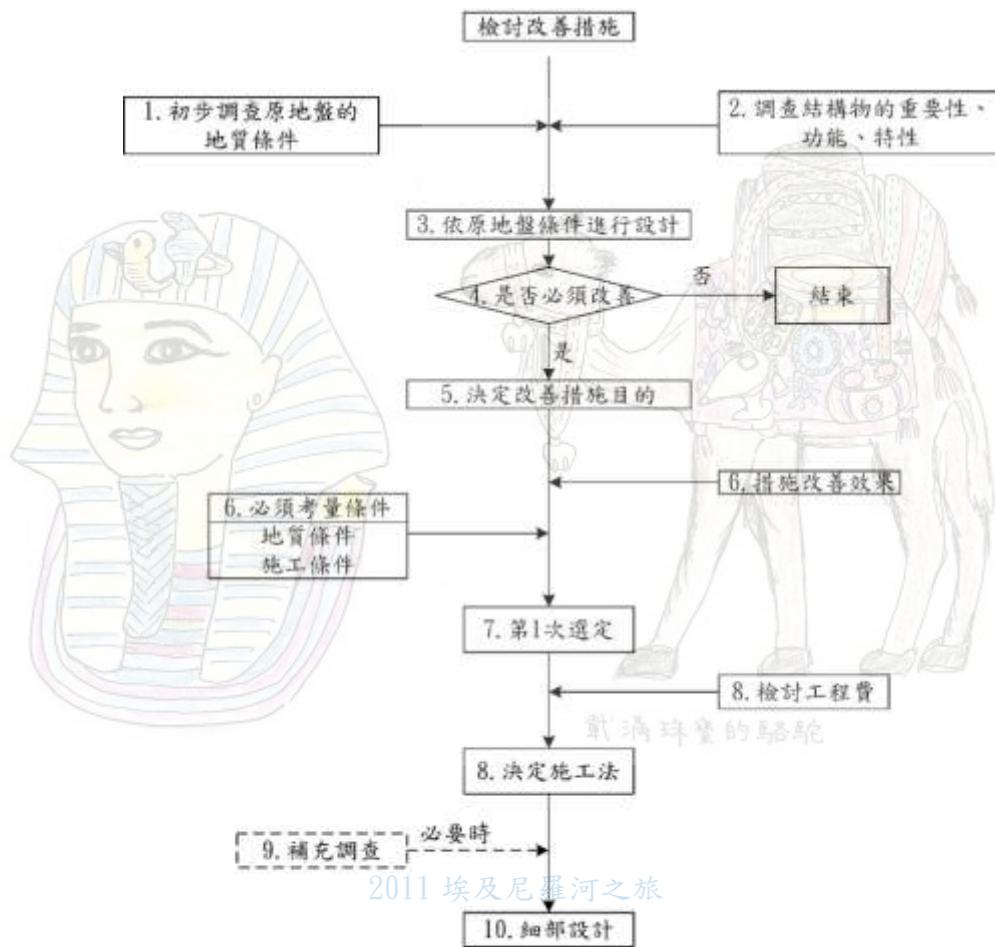 檢討改善措施
1.初步調查原地盤的
地質條件
2.調查結構物的重要性、
功能、特性
3.依原地盤條件進行設計
4.是否必須改善
否
結束
是
5.決定改善措施目的
6.措施改善效果
6.必須考量條件
地質條件
施工條件
7.第1次選定
8.檢討工程費
戴滿珠寶的駱駝
8.決定施工法
必要時
9.補充調查
2011 埃及尼羅河之旅
10.細部設計